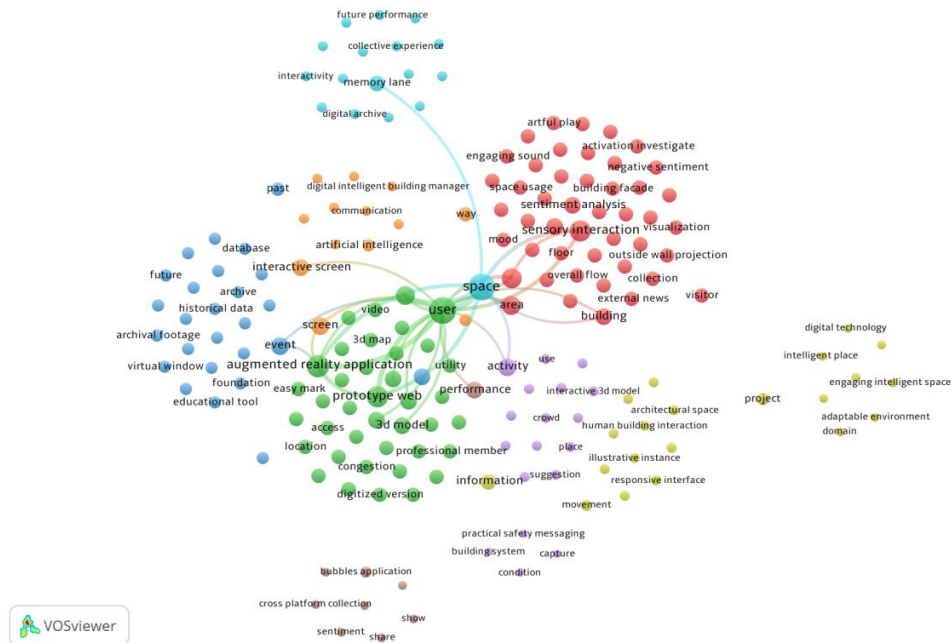 future performance
collective experience
interactivity
memory lane
digital archive
artful play
activation investigate
engaging sound
negative sentiment
past
digital intelligent building manager
space usage
building facade
sentiment analysis
communication
way
sensory interaction
visualization
mood
database
artificial intelligence
floor
outside wall projection
future
interactive screen
overall flow
collection
space
archive
external news
visitor
historical data
video
user
area
building
archival footage
screen
digital technology
event
3d map
virtual window
augmented reality application
utility
activity
use
intelligent place
foundation
easy mark
performance
interactive 3d model
engaging intelligent space
educational tool
prototype web
project
architectural space
access
3d model
crowd
human building interaction
adaptable environment
domain
location
professional member
place
illustrative instance
congestion
suggestion
information
responsive interface
digitized version
movement
practical safety messaging
building system
capture
bubbles application
condition
cross platform collection
show
sentiment
share
VOSviewer